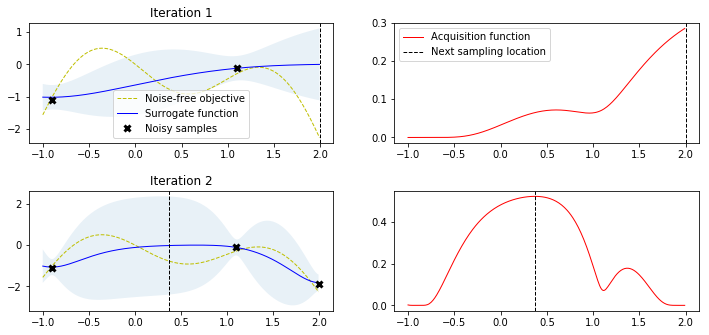 Iteration 1
1
0
−1
−2
Noise-free objective
Surrogate function
Noisy samples
−1.0 −0.5 0.0 0.5 1.0 1.5 2.0
0.3
0.2
0.1
0.0
Acquisition function
Next sampling location
−1.0 −0.5 0.0 0.5 1.0 1.5 2.0
Iteration 2
2
0
−2
−1.0 −0.5 0.0 0.5 1.0 1.5 2.0
0.4
0.2
0.0
−1.0 −0.5 0.0 0.5 1.0 1.5 2.0